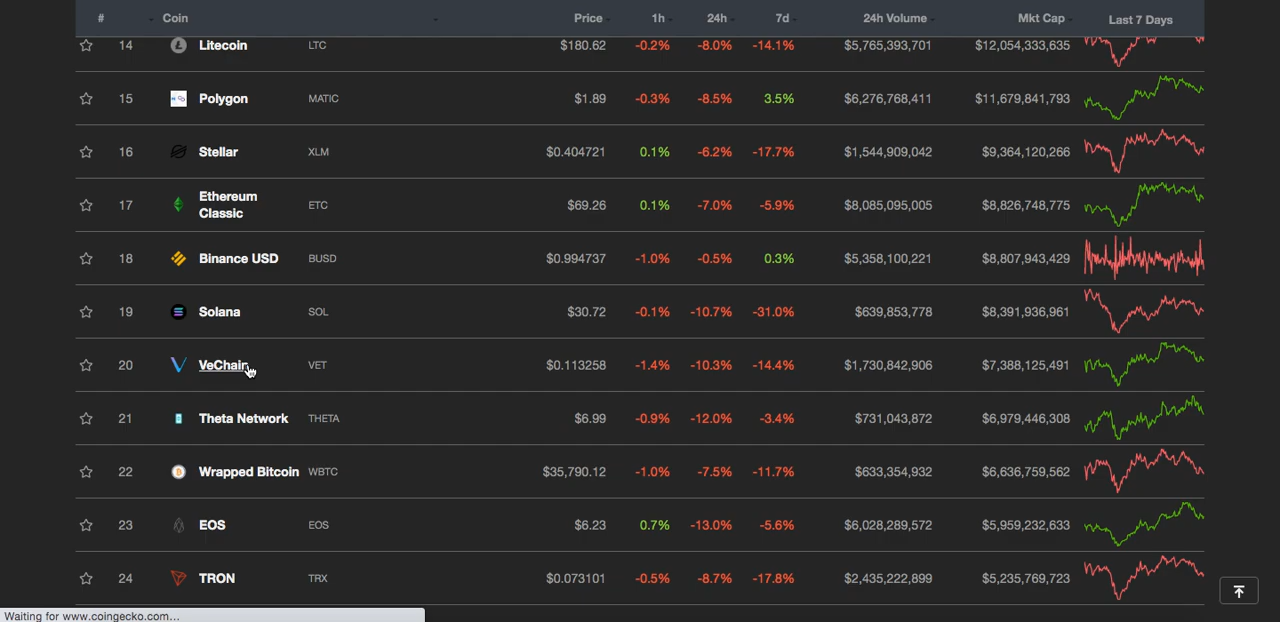 # Coin Price 1h 24h 7d 24h Volume Mkt Cap Last 7 Days
14 Litecoin LTC $180.62 -0.2% -8.0% -14.1% $5,765,393,701 $12,054,333,635
15 Polygon MATIC $1.89 -0.3% -8.5% 3.5% $6,276,768,411 $11,679,841,793
16 Stellar XLM $0.404721 0.1% -6.2% -17.7% $1,544,909,042 $9,364,120,266
17 Ethereum Classic ETC $69.26 0.1% -7.0% -5.9% $8,085,095,005 $8,826,748,775
18 Binance USD BUSD $0.994737 -1.0% -0.5% 0.3% $5,358,100,221 $8,807,943,429
19 Solana SOL $30.72 -0.1% -10.7% -31.0% $639,853,778 $8,391,936,961
20 VeChain VET $0.113258 -1.4% -10.3% -14.4% $1,730,842,906 $7,388,125,491
21 Theta Network THETA $6.99 -0.9% -12.0% -3.4% $731,043,872 $6,979,446,308
22 Wrapped Bitcoin WBTC $35,790.12 -1.0% -7.5% -11.7% $633,354,932 $6,636,759,562
23 EOS EOS $6.23 0.7% -13.0% -5.6% $6,028,289,572 $5,959,232,633
24 TRON TRX $0.073101 -0.5% -8.7% -17.8% $2,435,222,899 $5,235,769,723
Waiting for www.coingecko.com...